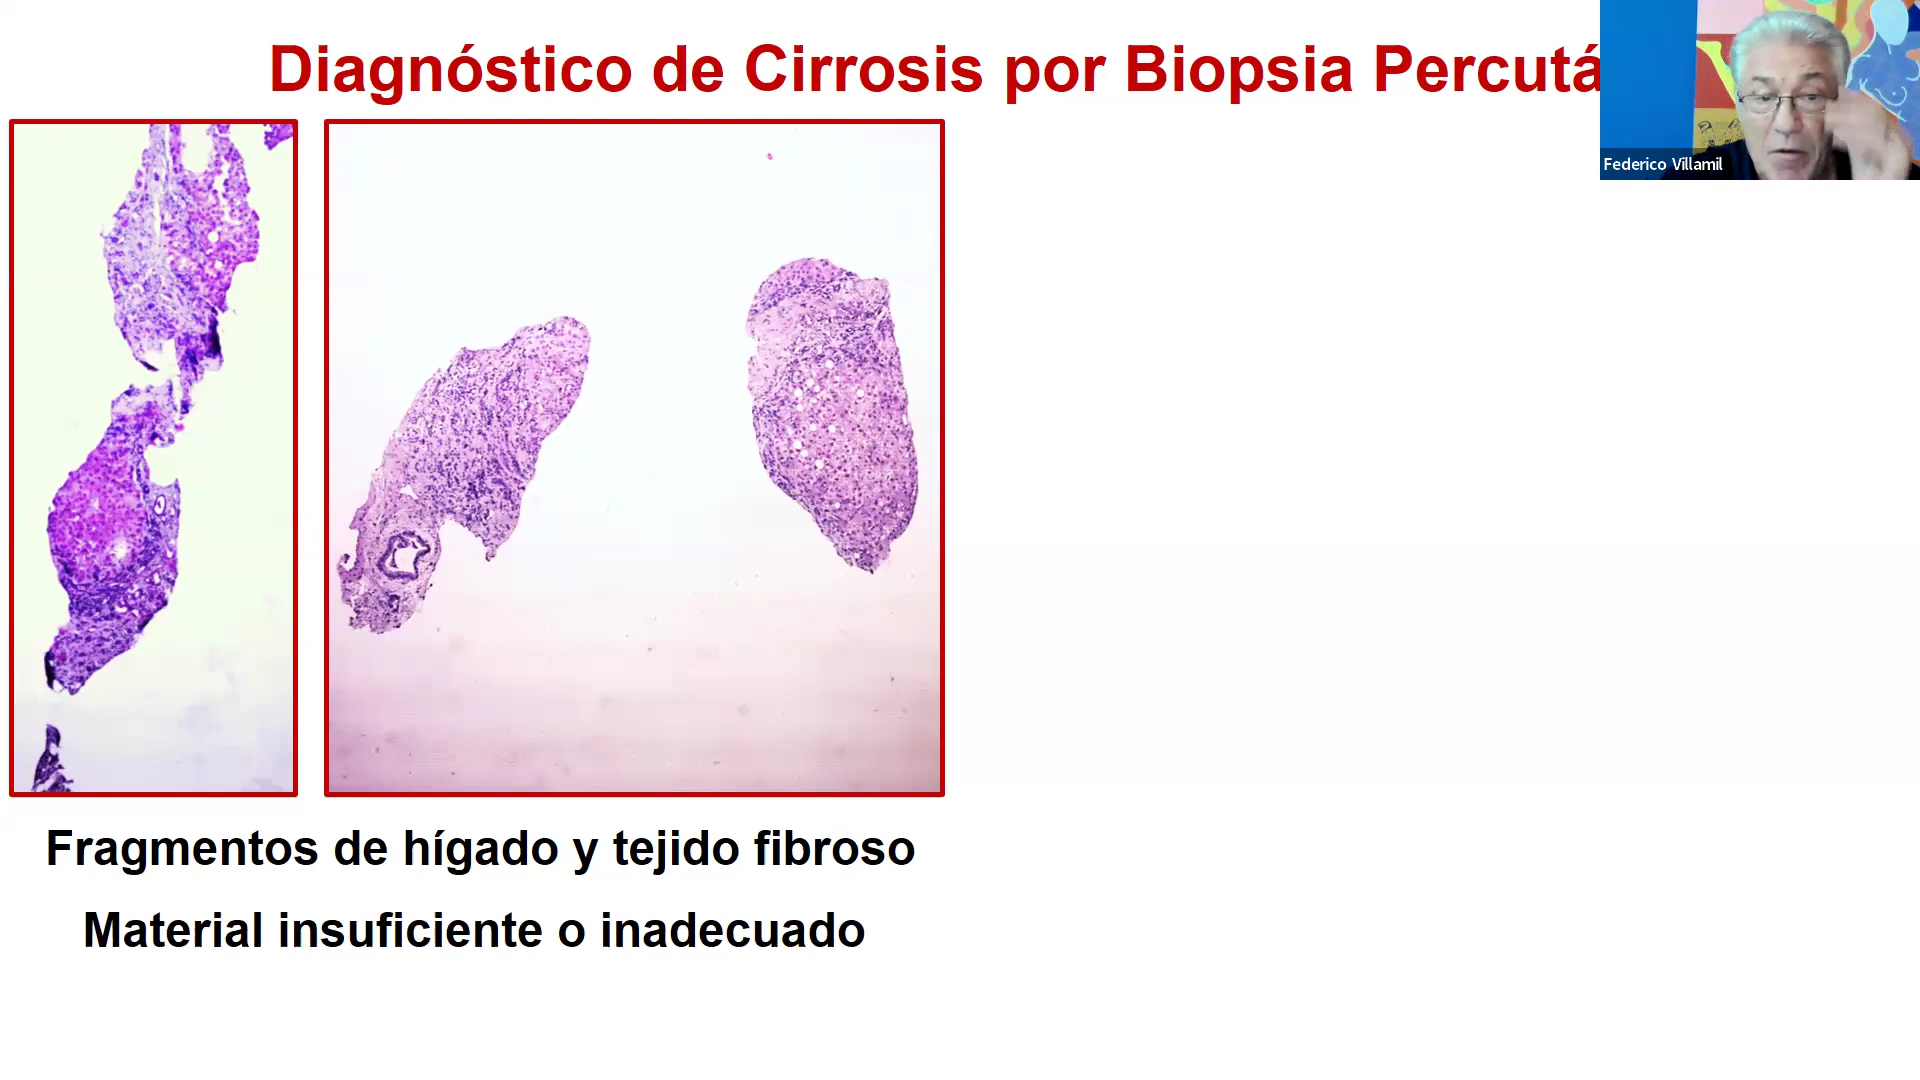 Diagnóstico de Cirrosis por Biopsia Percutá
Federico Villamil
Fragmentos de hígado y tejido fibroso
Material insuficiente o inadecuado